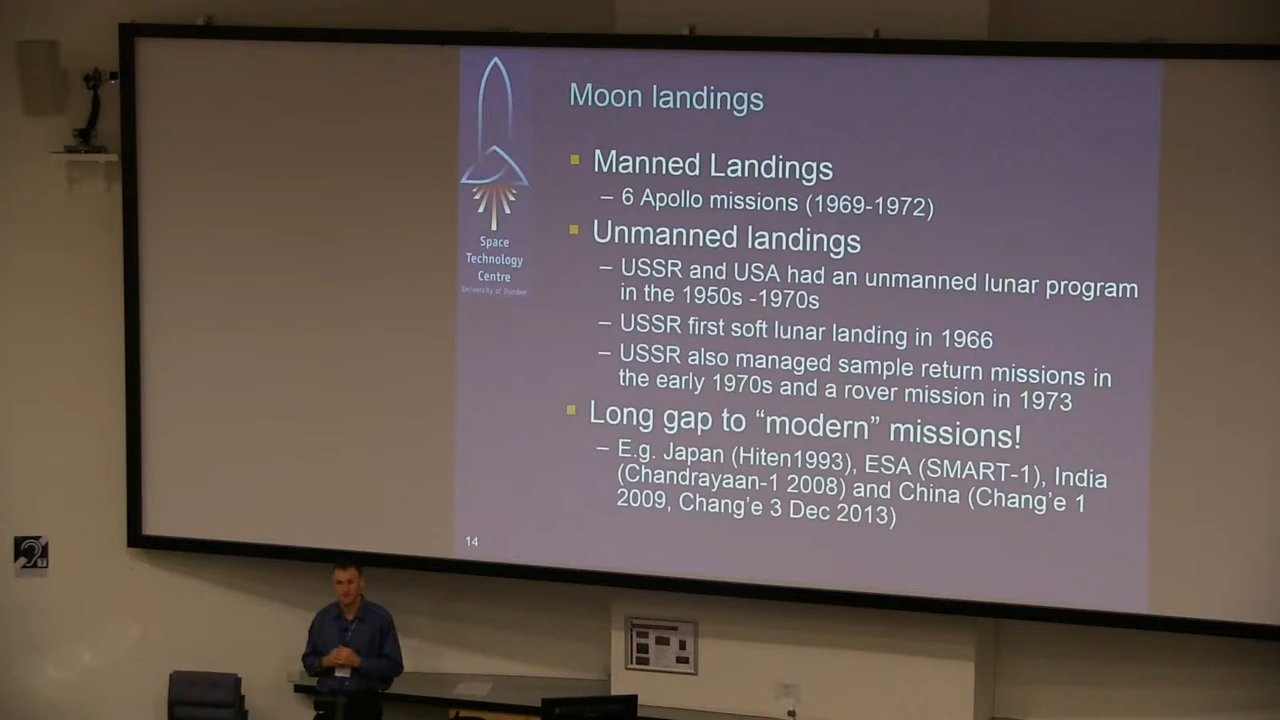 Moon landings
Manned Landings
– 6 Apollo missions (1969-1972)
Unmanned landings
– USSR and USA had an unmanned lunar program
in the 1950s -1970s
– USSR first soft lunar landing in 1966
– USSR also managed sample return missions in
the early 1970s and a rover mission in 1973
Long gap to “modern” missions!
– E.g. Japan (Hiten1993), ESA (SMART-1), India
(Chandrayaan-1 2008) and China (Chang’e 1
2009, Chang’e 3 Dec 2013)
Space
Technology
Centre
University of Dundee
14
T